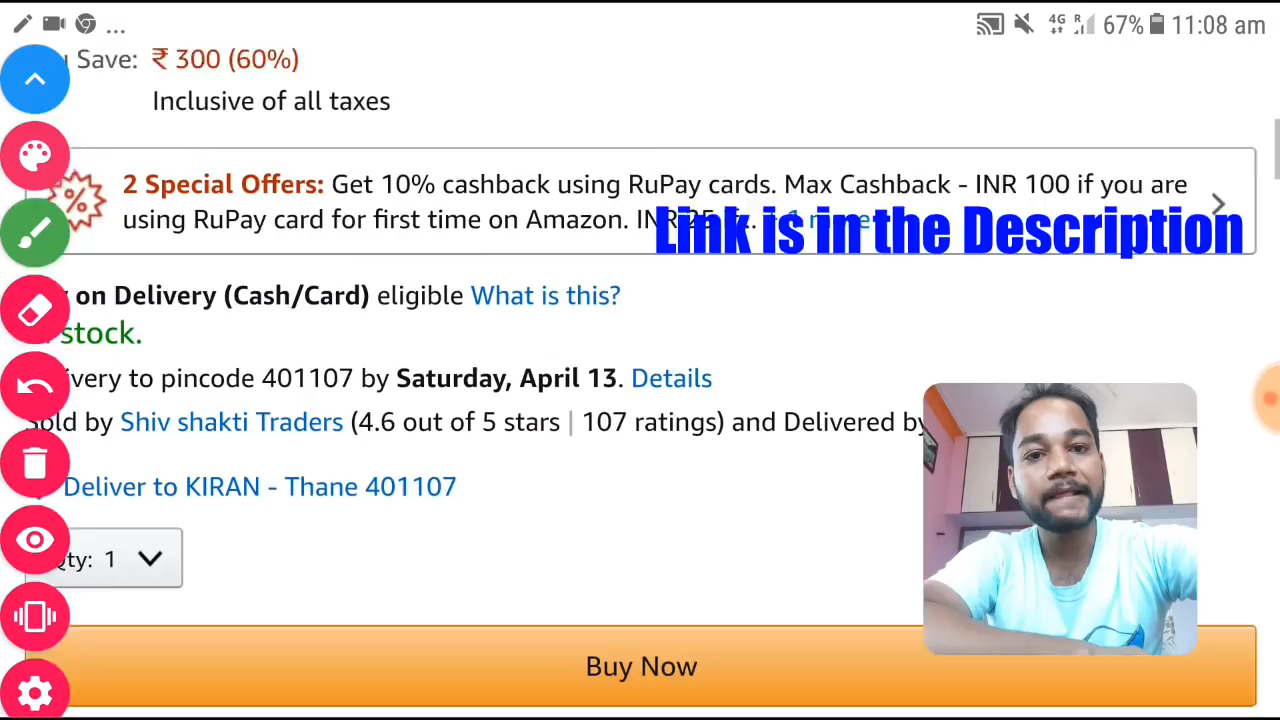 ... 4G R 67% 11:08 am
Save: ₹ 300 (60%)
Inclusive of all taxes
2 Special Offers: Get 10% cashback using RuPay cards. Max Cashback - INR 100 if you are
using RuPay card for first time on Amazon.
Link is in the Description
on Delivery (Cash/Card) eligible What is this?
stock.
to pincode 401107 by Saturday, April 13. Details
Sold by Shiv shakti Traders (4.6 out of 5 stars | 107 ratings) and Delivered by
Deliver to KIRAN - Thane 401107
Qty: 1
Buy Now